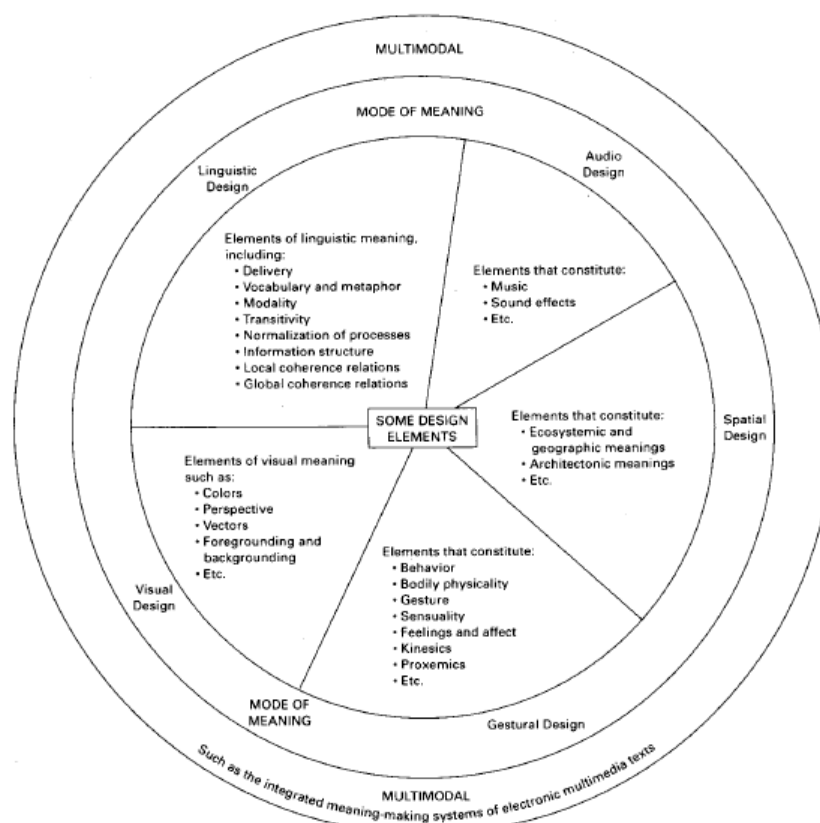 MULTIMODAL
MODE OF MEANING
Linguistic
Design
Audio
Design
Elements of linguistic meaning,
including:
• Delivery
• Vocabulary and metaphor
• Modality
• Transitivity
• Normalization of processes
• Information structure
• Local coherence relations
• Global coherence relations
Elements that constitute:
• Music
• Sound effects
• Etc.
SOME DESIGN
ELEMENTS
Elements that constitute:
• Ecosystemic and
geographic meanings
• Architectonic meanings
• Etc.
Spatial
Design
Elements of visual meaning
such as:
• Colors
• Perspective
• Vectors
• Foregrounding and
backgrounding
• Etc.
Visual
Design
Elements that constitute:
• Behavior
• Bodily physicality
• Gesture
• Sensuality
• Feelings and affect
• Kinesics
• Proxemics
• Etc.
MODE OF
MEANING
Gestural Design
MULTIMODAL
Such as the integrated meaning-making systems of electronic multimedia texts